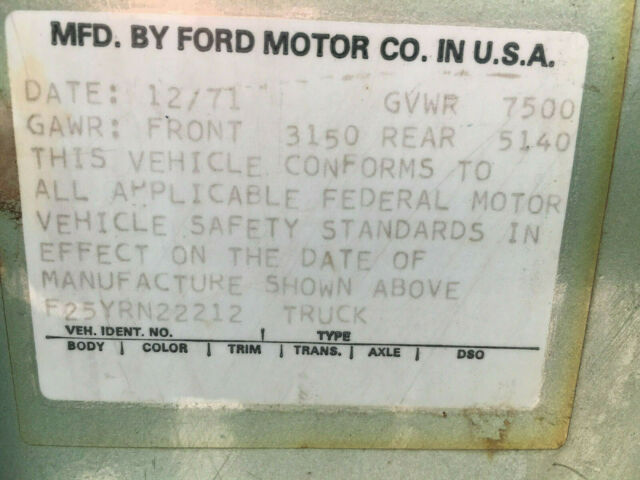 MFD. BY FORD MOTOR CO. IN U.S.A.
DATE: 12/71 GVWR 7500
GAWR: FRONT 3150 REAR 5140
THIS VEHICLE CONFORMS TO
ALL APPLICABLE FEDERAL MOTOR
VEHICLE SAFETY STANDARDS IN
EFFECT ON THE DATE OF
MANUFACTURE SHOWN ABOVE
F25YRN22212 TRUCK
VEH. IDENT. NO. TYPE
BODY COLOR TRIM TRANS. AXLE DSO